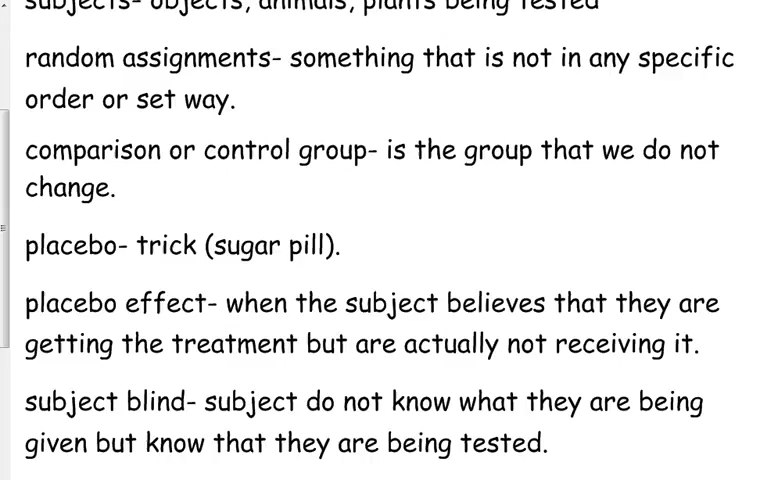 subjects- objects, animals, plants being tested
random assignments- something that is not in any specific
order or set way.
comparison or control group- is the group that we do not
change.
placebo- trick (sugar pill).
placebo effect- when the subject believes that they are
getting the treatment but are actually not receiving it.
subject blind- subject do not know what they are being
given but know that they are being tested.